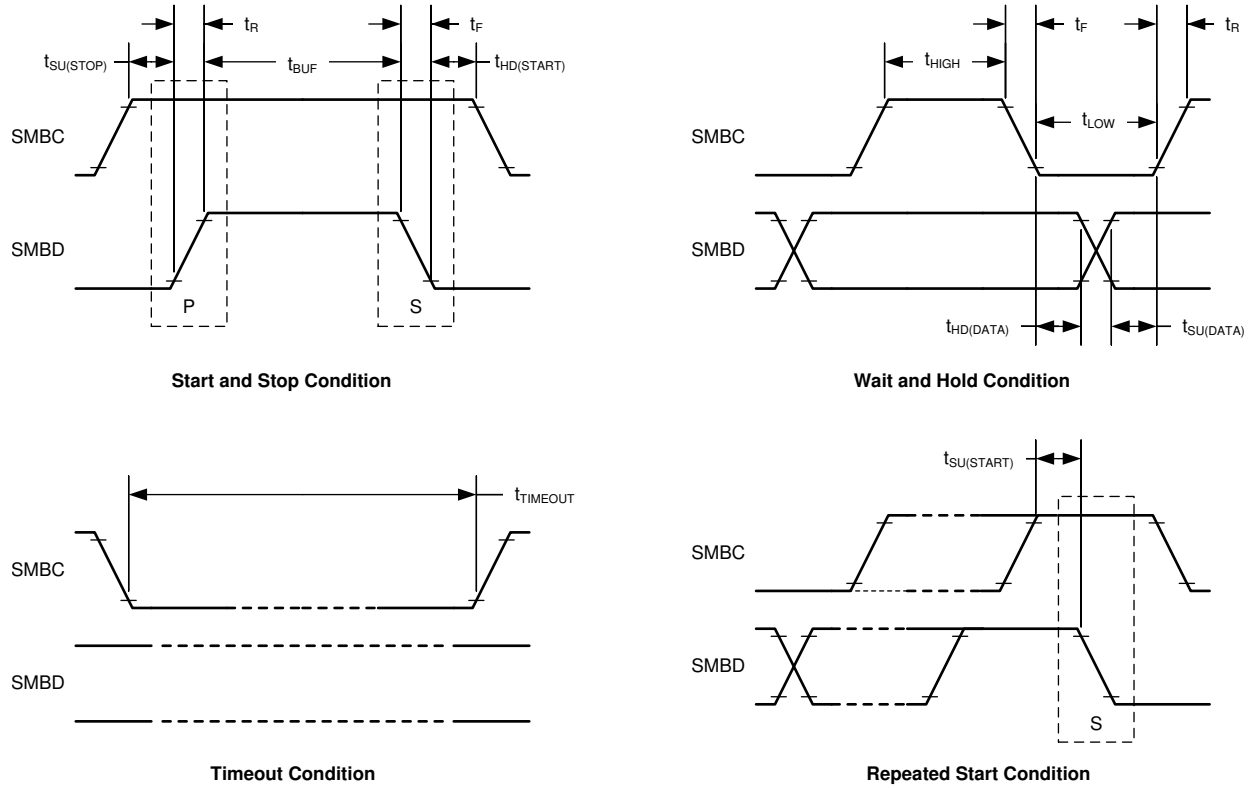 tR
tF
tSU(STOP)
tBUF
tHD(START)
SMBC
SMBD
P
S
Start and Stop Condition
tF
tR
tHIGH
tLOW
SMBC
SMBD
tHD(DATA)
tSU(DATA)
Wait and Hold Condition
tTIMEOUT
SMBC
SMBD
Timeout Condition
tSU(START)
SMBC
SMBD
S
Repeated Start Condition